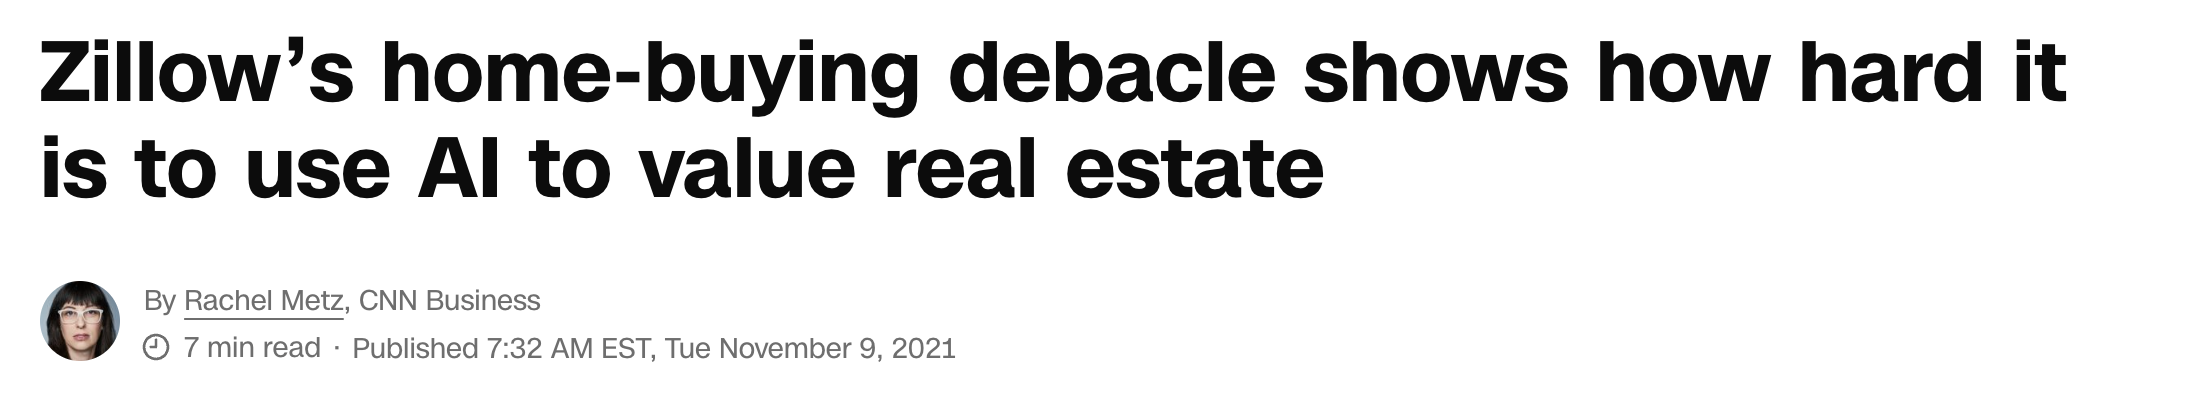 Zillow’s home-buying debacle shows how hard it
is to use AI to value real estate
By Rachel Metz, CNN Business
7 min read · Published 7:32 AM EST, Tue November 9, 2021